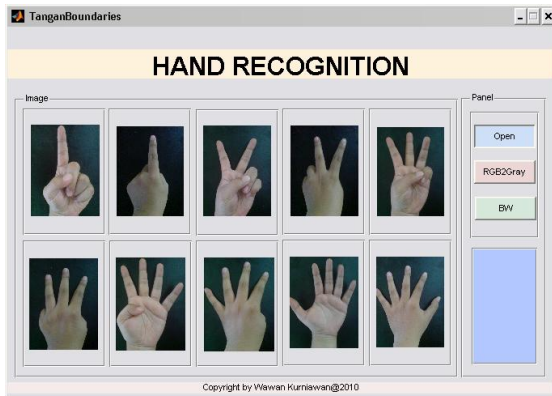 TanganBoundaries
HAND RECOGNITION
Image
Panel
Open
RGB2Gray
BW
Copyright by Wawan Kurniawan@2010